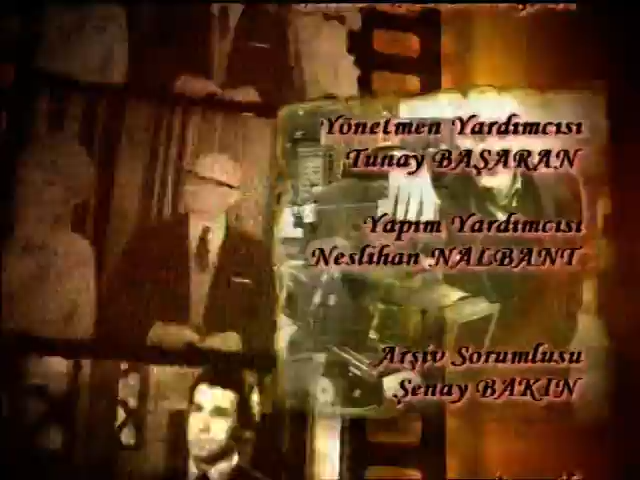 Yönetmen Yardımcısı
Tunay BAŞARAN
Yapım Yardımcısı
Neslihan NALBANT
Arşiv Sorumlusu
Şenay BAKIN